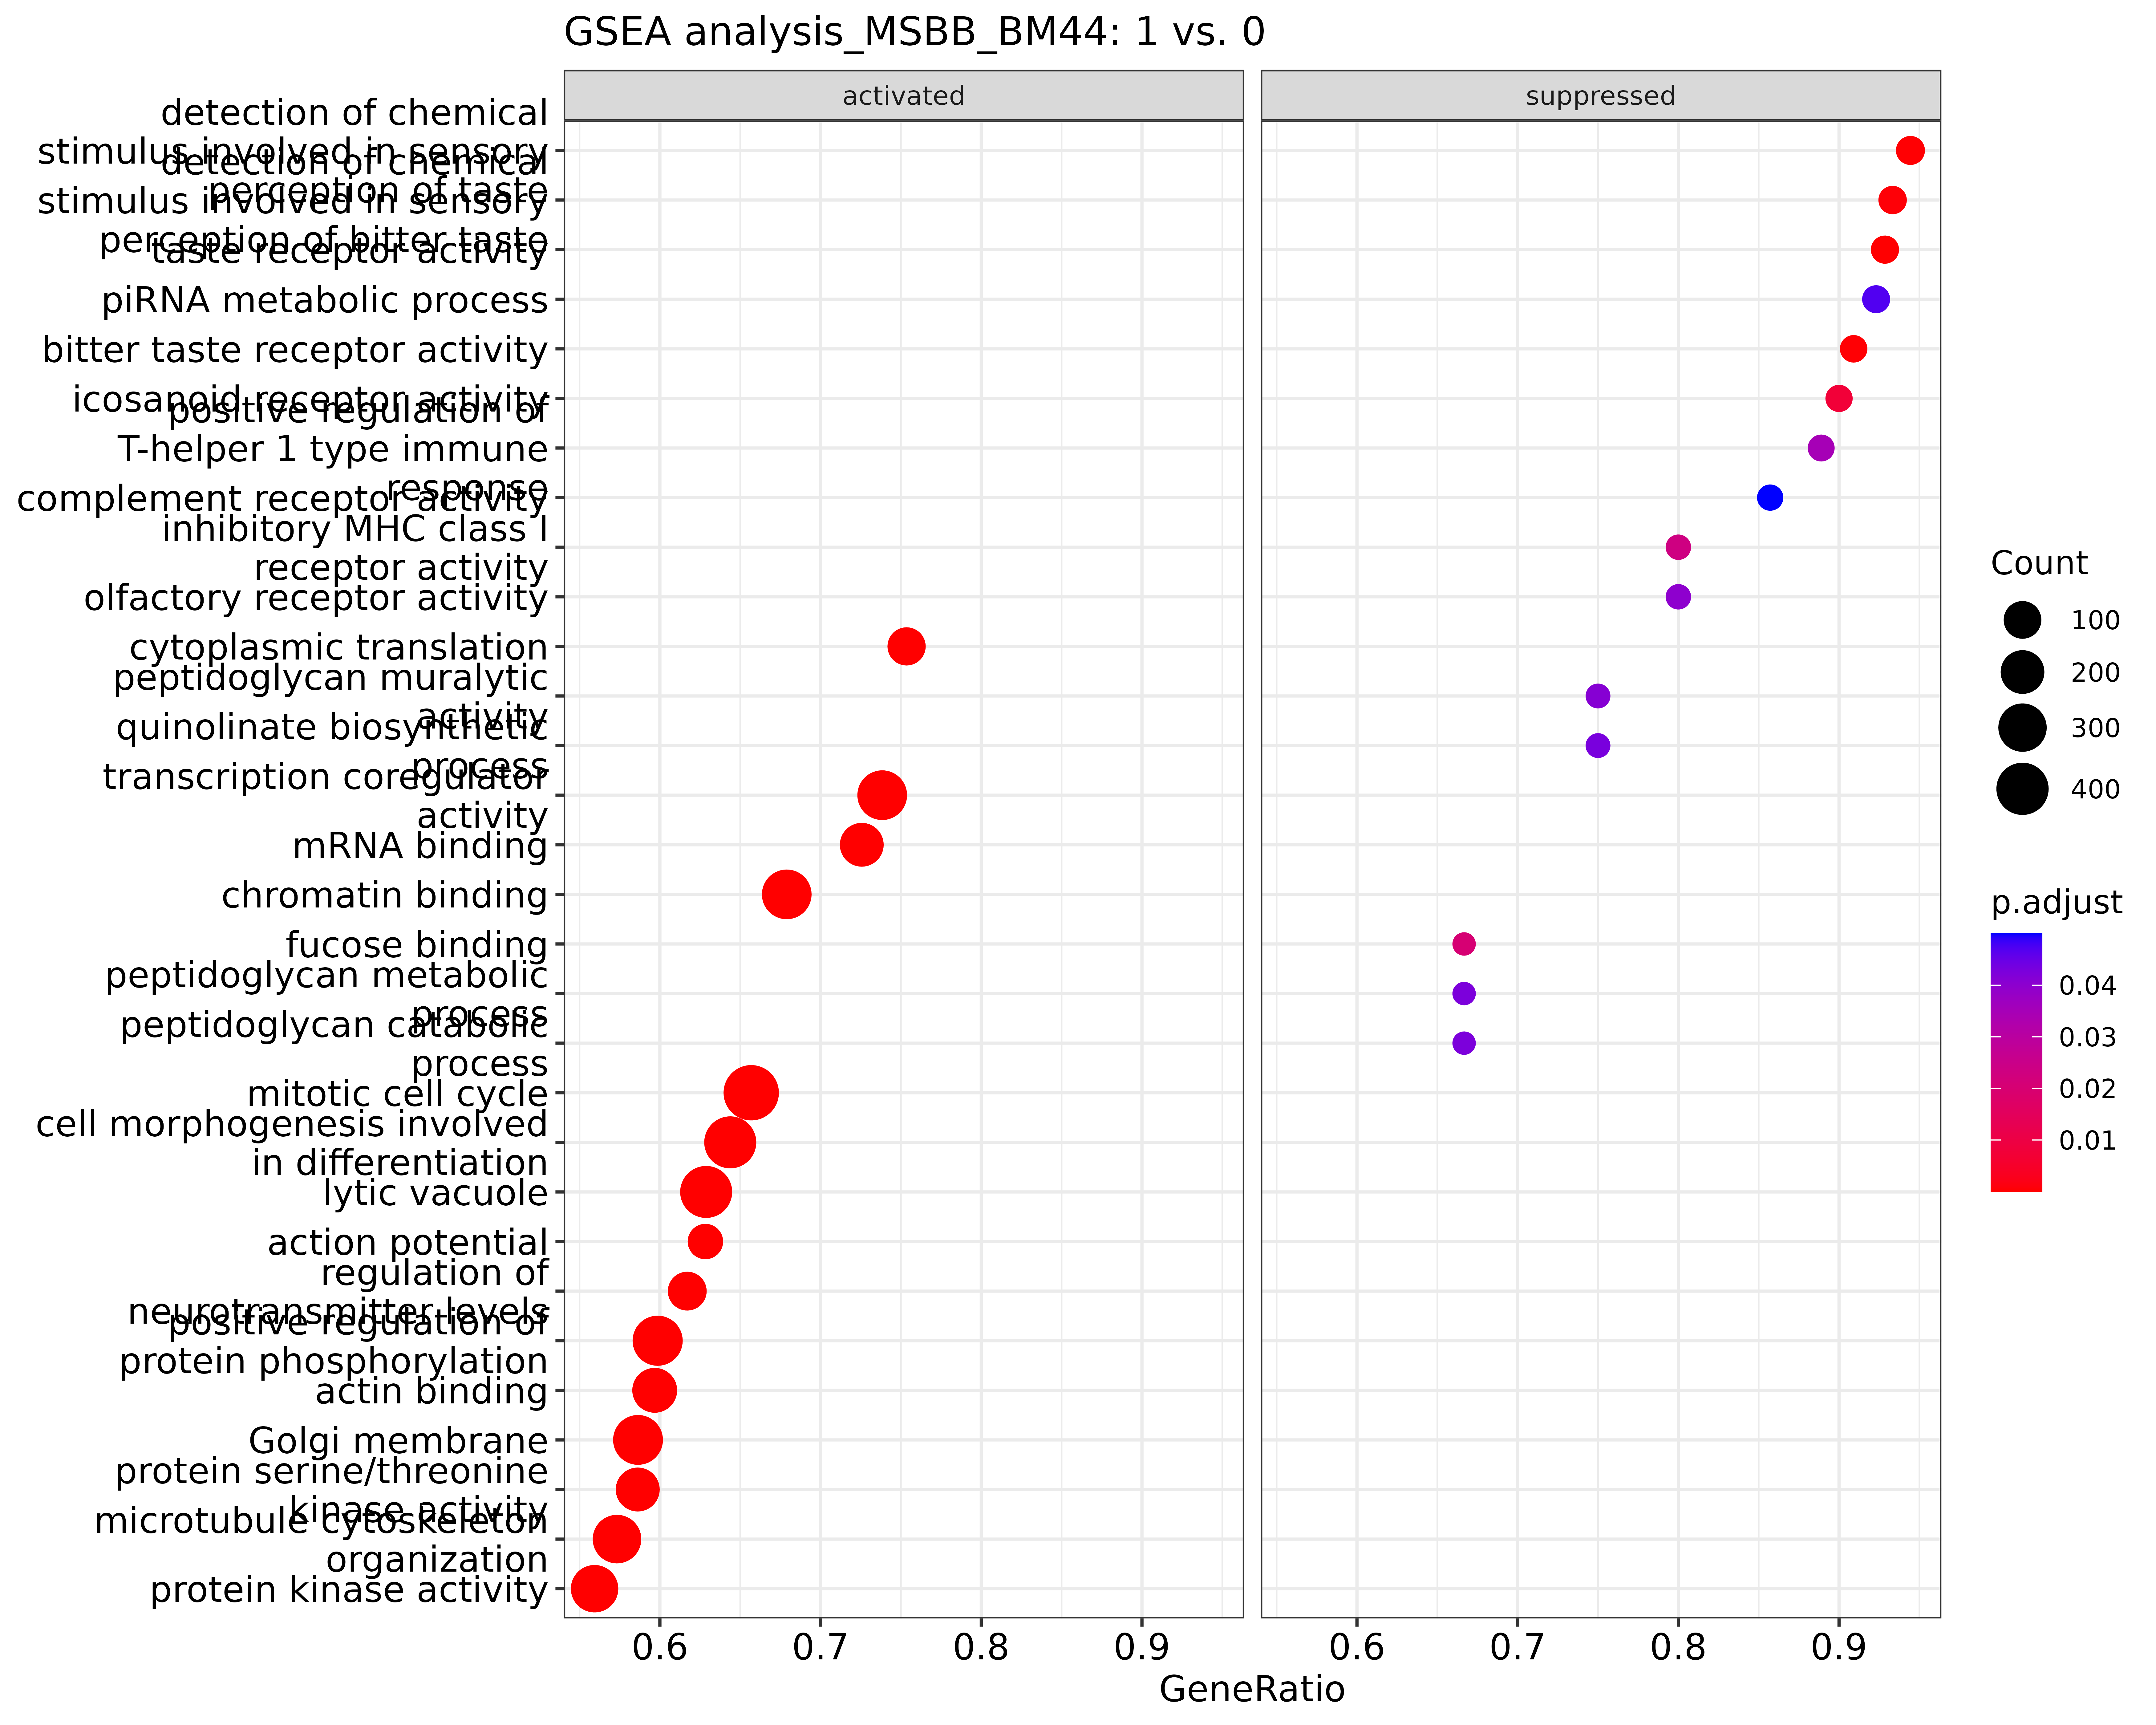 GSEA analysis_MSBB_BM44: 1 vs. 0
activated
suppressed
detection of chemical
stimulus involved in sensory
perception of taste
detection of chemical
stimulus involved in sensory
perception of bitter taste
taste receptor activity
piRNA metabolic process
bitter taste receptor activity
icosanoid receptor activity
positive regulation of
T-helper 1 type immune
response
complement receptor activity
inhibitory MHC class I
receptor activity
olfactory receptor activity
cytoplasmic translation
peptidoglycan muralytic
activity
quinolinate biosynthetic
process
transcription coregulator
activity
mRNA binding
chromatin binding
fucose binding
peptidoglycan metabolic
process
peptidoglycan catabolic
process
mitotic cell cycle
cell morphogenesis involved
in differentiation
lytic vacuole
action potential
regulation of
neurotransmitter levels
positive regulation of
protein phosphorylation
actin binding
Golgi membrane
protein serine/threonine
kinase activity
microtubule cytoskeleton
organization
protein kinase activity
0.6 0.7 0.8 0.9
0.6 0.7 0.8 0.9
GeneRatio
Count
100
200
300
400
p.adjust
0.04
0.03
0.02
0.01